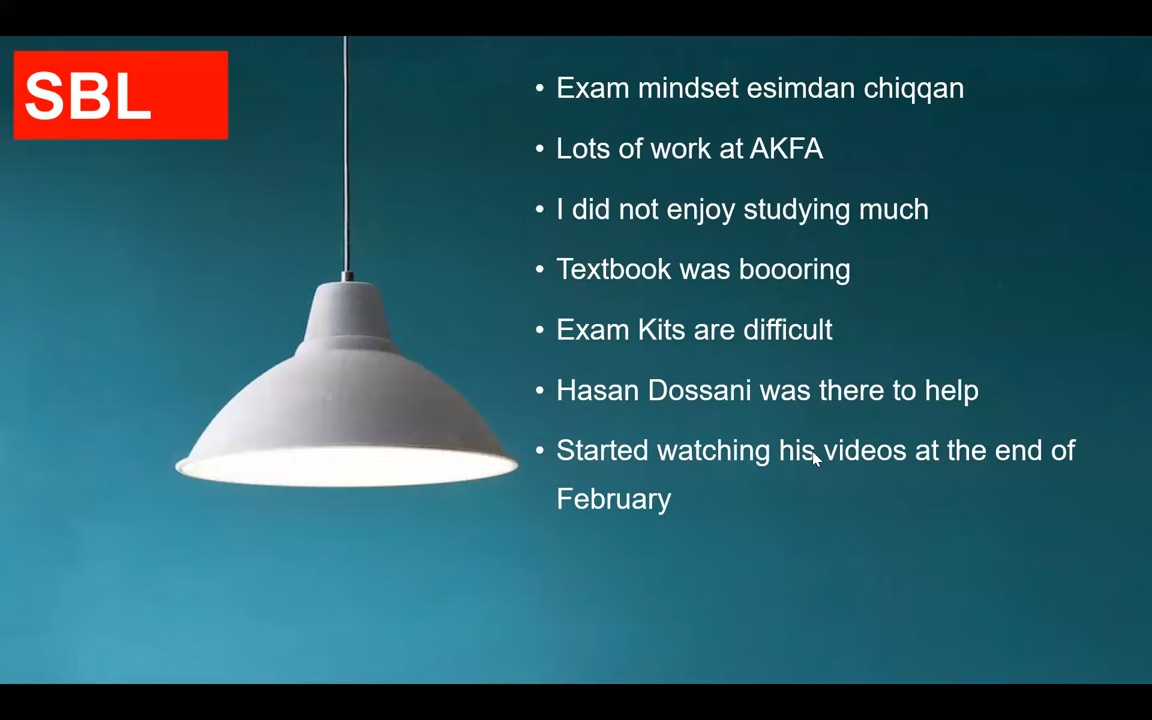 SBL
• Exam mindset esimdan chiqqan
• Lots of work at AKFA
• I did not enjoy studying much
• Textbook was boooring
• Exam Kits are difficult
• Hasan Dossani was there to help
• Started watching his videos at the end of
February